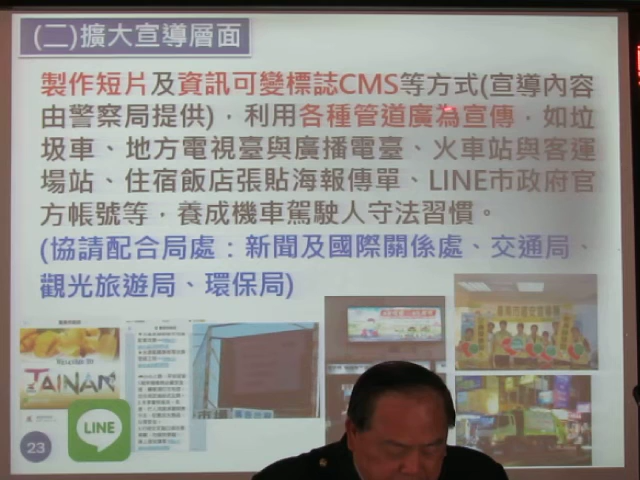 (二)擴大宣導層面
製作短片及資訊可變標誌CMS等方式(宣導內容
由警察局提供)，利用各種管道廣為宣傳，如垃
圾車、地方電視臺與廣播電臺、火車站與客運
場站、住宿飯店張貼海報傳單、LINE市政府官
方帳號等，養成機車駕駛人守法習慣。
(協請配合局處：新聞及國際關係處、交通局、
觀光旅遊局、環保局)
TAINAN
LINE
23